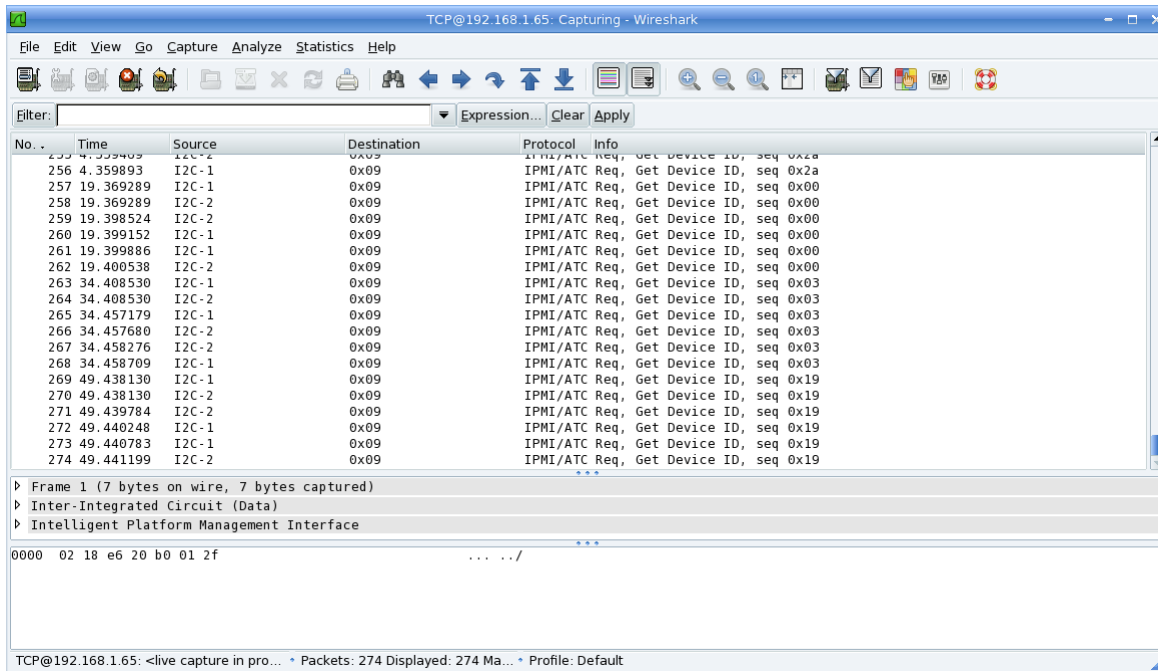 TCP@192.168.1.65: Capturing - Wireshark
File Edit View Go Capture Analyze Statistics Help
Filter: Expression... Clear Apply
No. . Time Source Destination Protocol Info
255 4.359469 I2C-2 0x09 IPMI/ATC Req, Get Device ID, seq 0x2a
256 4.359893 I2C-1 0x09 IPMI/ATC Req, Get Device ID, seq 0x2a
257 19.369289 I2C-1 0x09 IPMI/ATC Req, Get Device ID, seq 0x00
258 19.369289 I2C-2 0x09 IPMI/ATC Req, Get Device ID, seq 0x00
259 19.398524 I2C-2 0x09 IPMI/ATC Req, Get Device ID, seq 0x00
260 19.399152 I2C-1 0x09 IPMI/ATC Req, Get Device ID, seq 0x00
261 19.399886 I2C-1 0x09 IPMI/ATC Req, Get Device ID, seq 0x00
262 19.400538 I2C-2 0x09 IPMI/ATC Req, Get Device ID, seq 0x00
263 34.408530 I2C-1 0x09 IPMI/ATC Req, Get Device ID, seq 0x03
264 34.408530 I2C-2 0x09 IPMI/ATC Req, Get Device ID, seq 0x03
265 34.457179 I2C-1 0x09 IPMI/ATC Req, Get Device ID, seq 0x03
266 34.457680 I2C-2 0x09 IPMI/ATC Req, Get Device ID, seq 0x03
267 34.458276 I2C-2 0x09 IPMI/ATC Req, Get Device ID, seq 0x03
268 34.458709 I2C-1 0x09 IPMI/ATC Req, Get Device ID, seq 0x03
269 49.438130 I2C-1 0x09 IPMI/ATC Req, Get Device ID, seq 0x19
270 49.438130 I2C-2 0x09 IPMI/ATC Req, Get Device ID, seq 0x19
271 49.439784 I2C-2 0x09 IPMI/ATC Req, Get Device ID, seq 0x19
272 49.440248 I2C-1 0x09 IPMI/ATC Req, Get Device ID, seq 0x19
273 49.440783 I2C-1 0x09 IPMI/ATC Req, Get Device ID, seq 0x19
274 49.441199 I2C-2 0x09 IPMI/ATC Req, Get Device ID, seq 0x19
Frame 1 (7 bytes on wire, 7 bytes captured)
Inter-Integrated Circuit (Data)
Intelligent Platform Management Interface
0000 02 18 e6 20 b0 01 2f ... ../
TCP@192.168.1.65: <live capture in pro... Packets: 274 Displayed: 274 Ma... Profile: Default